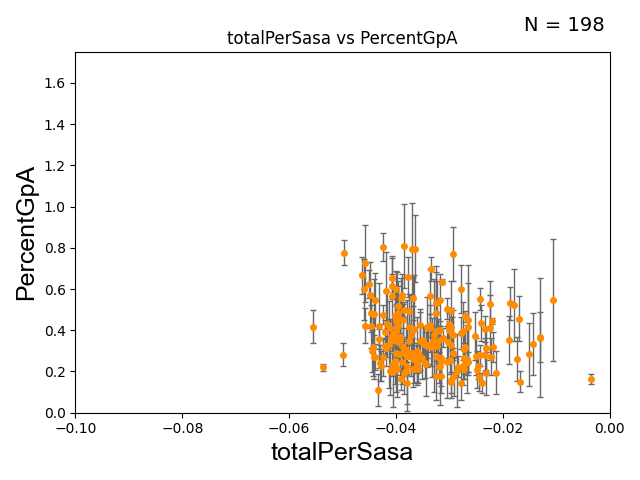 N = 198
totalPerSasa vs PercentGpA
PercentGpA
1.6
1.4
1.2
1.0
0.8
0.6
0.4
0.2
0.0
−0.10 −0.08 −0.06 −0.04 −0.02 0.00
totalPerSasa